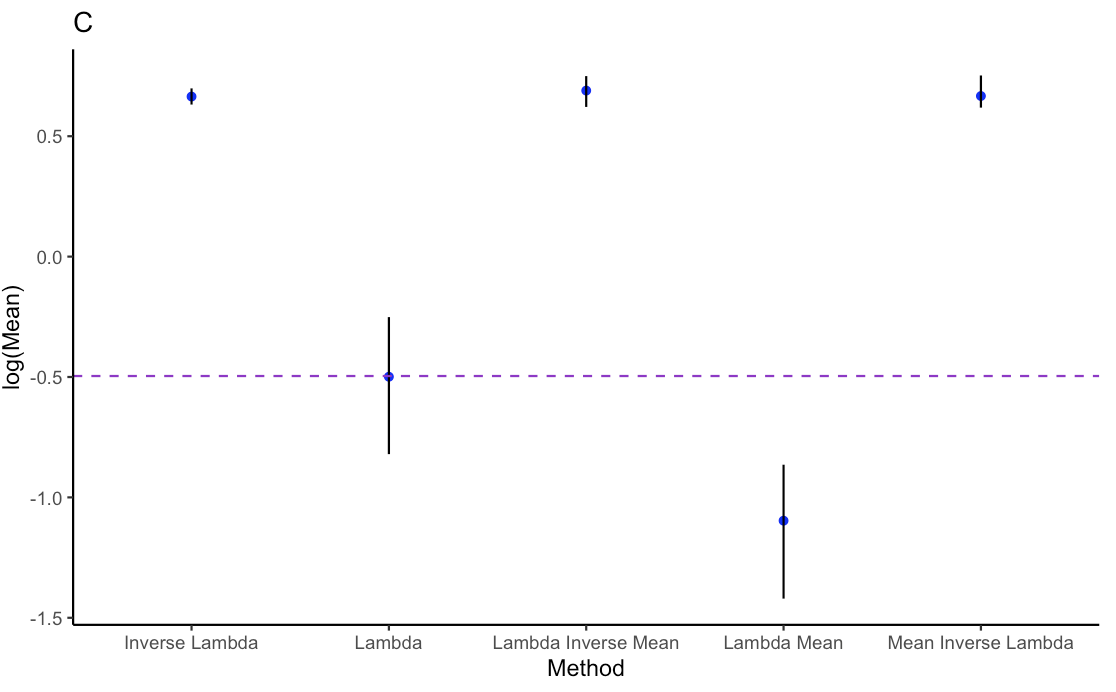 C
log(Mean)
0.5
0.0
-0.5
-1.0
-1.5
Inverse Lambda
Lambda
Lambda Inverse Mean
Lambda Mean
Mean Inverse Lambda
Method